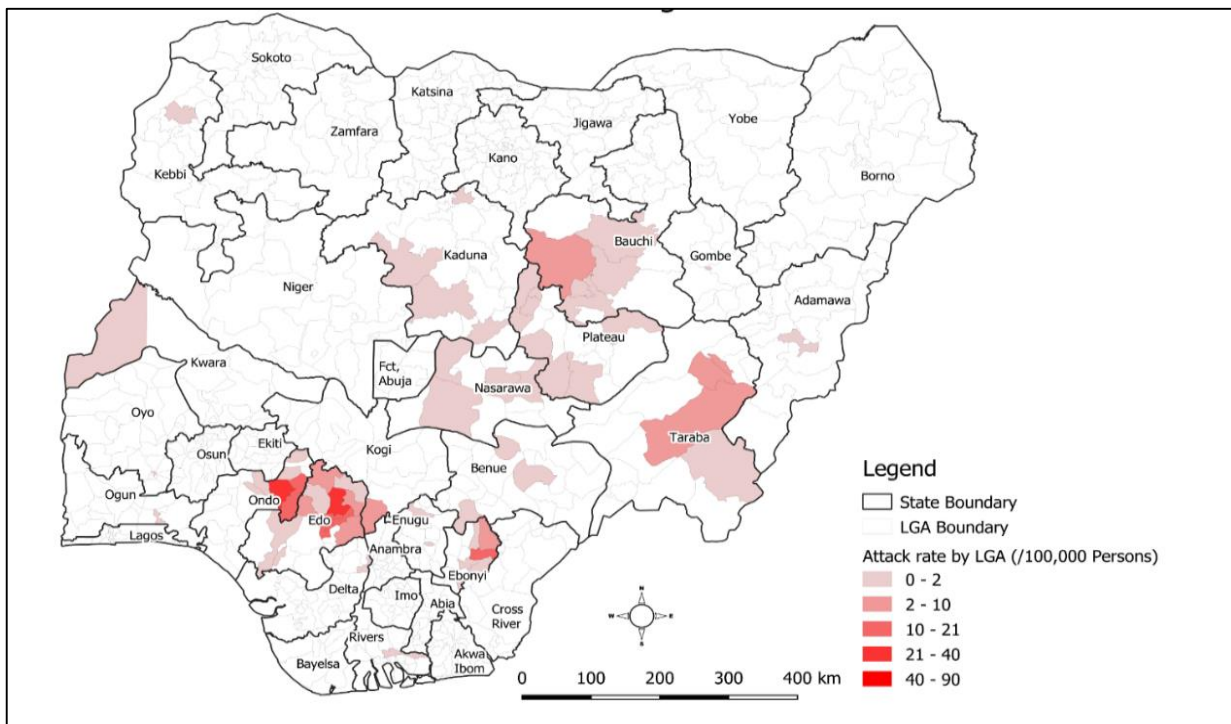 Sokoto
Katsina
Jigawa
Yobe
Zamfara
Kano
Borno
Kebbi
Bauchi
Kaduna
Gombe
Niger
Adamawa
Plateau
Kwara
Fct,
Abuja
Nasarawa
Oyo
Taraba
Ekiti
Kogi
Osun
Benue
Ogun
Ondo
Edo
Enugu
Lagos
Anambra
Ebonyi
Delta
Imo
Abia
Cross
River
Rivers
Bayelsa
Akwa
Ibom
N
W
E
S
0 100 200 300 400 km
Legend
State Boundary
LGA Boundary
Attack rate by LGA (/100,000 Persons)
0 - 2
2 - 10
10 - 21
21 - 40
40 - 90